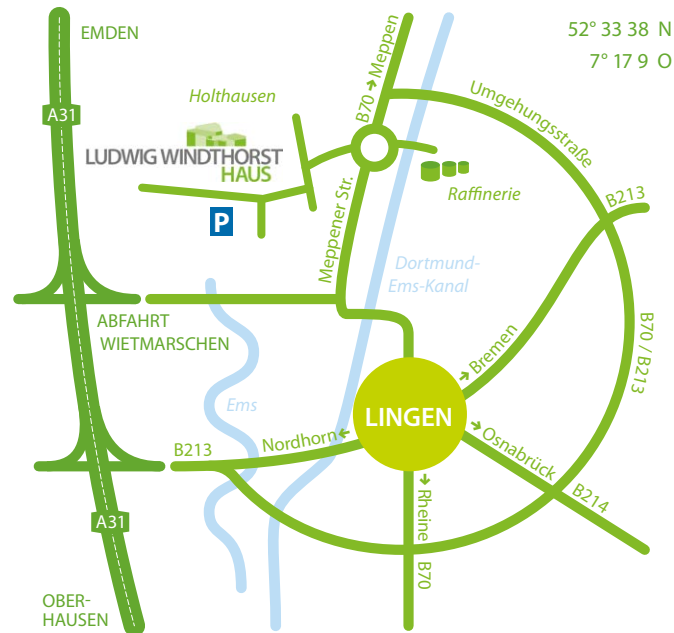 EMDEN
52° 33 38 N
7° 17 9 O
A31
Holthausen
B70 → Meppen
Umgehungsstraße
LUDWIG WINDTHORST
HAUS
Raffinerie
P
B213
Meppener Str.
Dortmund-
Ems-Kanal
ABFAHRT
WIETMARSCHEN
B70 / B213
→ Bremen
Ems
LINGEN
B213
Nordhorn ←
→ Osnabrück
B214
→ Rheine
B70
A31
OBER-
HAUSEN